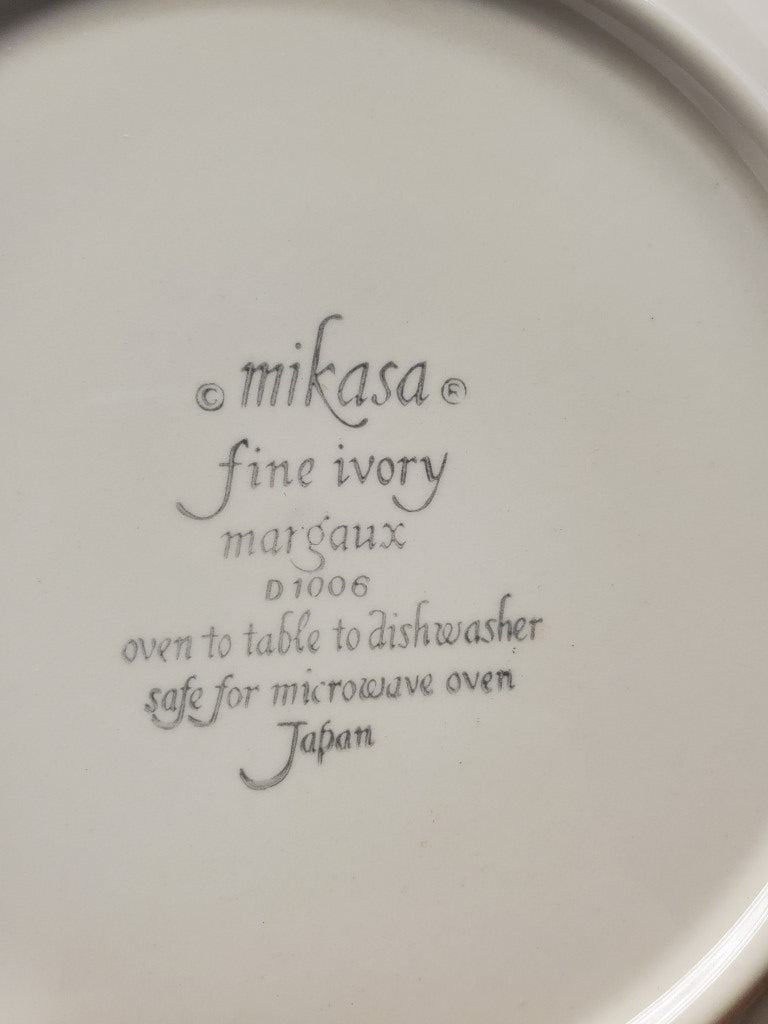 © mikasa ®
fine ivory
margaux
D1006
oven to table to dishwasher
safe for microwave oven
Japan